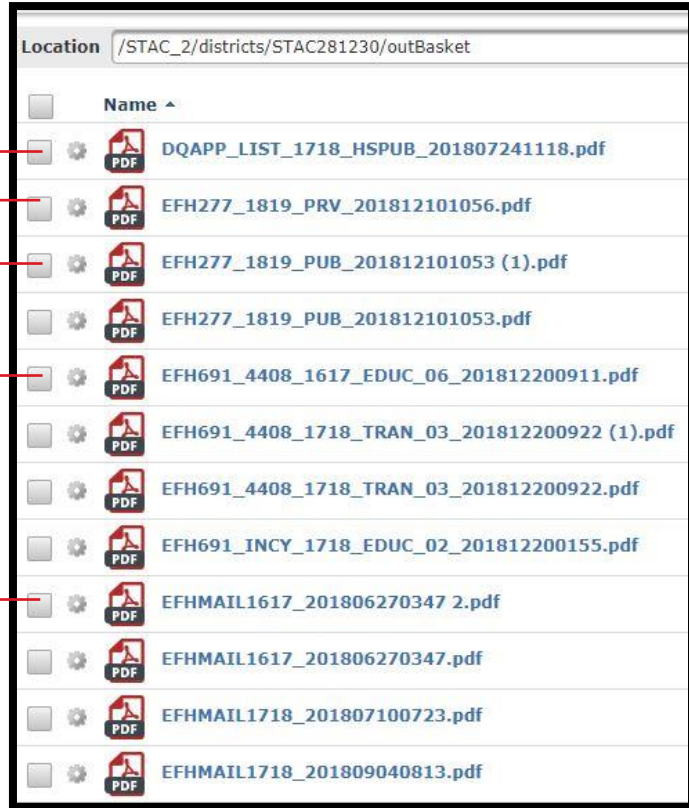 Location /STAC_2/districts/STAC281230/outBasket
Name
PDF DQAPP_LIST_1718_HSPUB_201807241118.pdf
PDF EFH277_1819_PRV_201812101056.pdf
PDF EFH277_1819_PUB_201812101053 (1).pdf
PDF EFH277_1819_PUB_201812101053.pdf
PDF EFH691_4408_1617_EDUC_06_201812200911.pdf
PDF EFH691_4408_1718_TRAN_03_201812200922 (1).pdf
PDF EFH691_4408_1718_TRAN_03_201812200922.pdf
PDF EFH691_INCY_1718_EDUC_02_201812200155.pdf
PDF EFHMAIL1617_201806270347 2.pdf
PDF EFHMAIL1617_201806270347.pdf
PDF EFHMAIL1718_201807100723.pdf
PDF EFHMAIL1718_201809040813.pdf